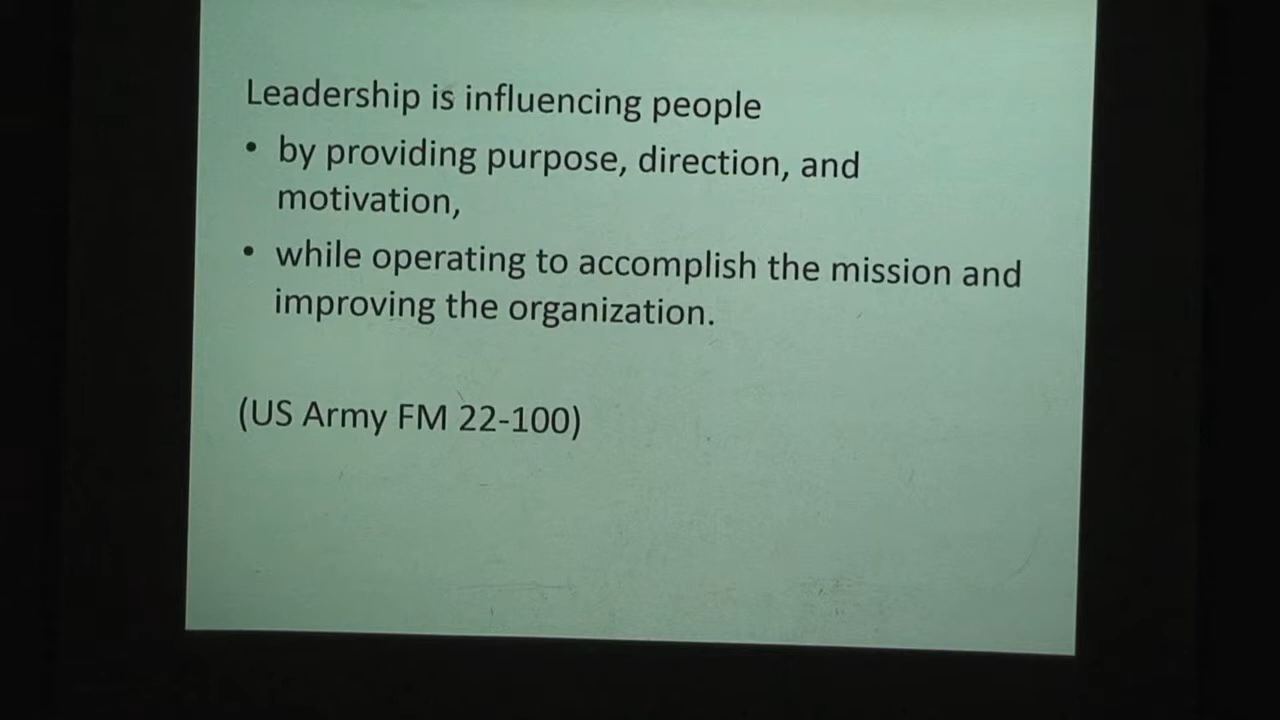 Leadership is influencing people
• by providing purpose, direction, and
motivation,
• while operating to accomplish the mission and
improving the organization.
(US Army FM 22-100)